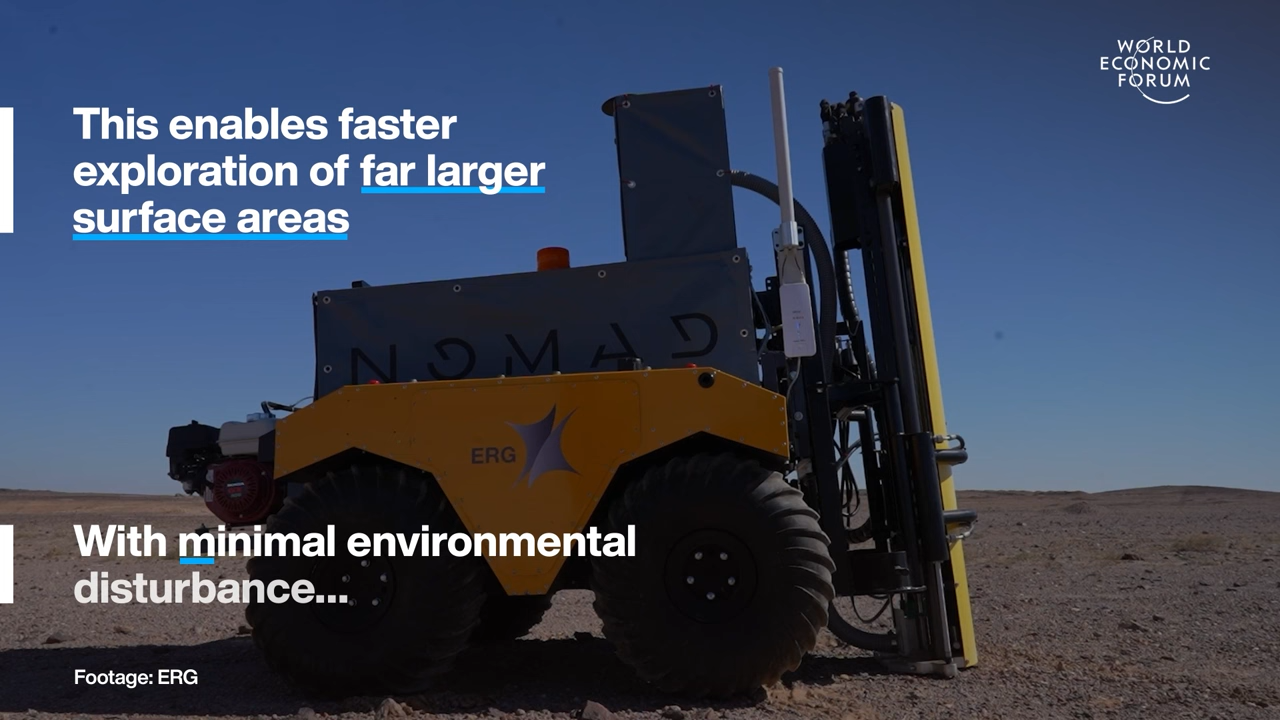 WORLD
ECONOMIC
FORUM
This enables faster
exploration of far larger
surface areas
NOMAD
ERG
With minimal environmental
disturbance...
Footage: ERG